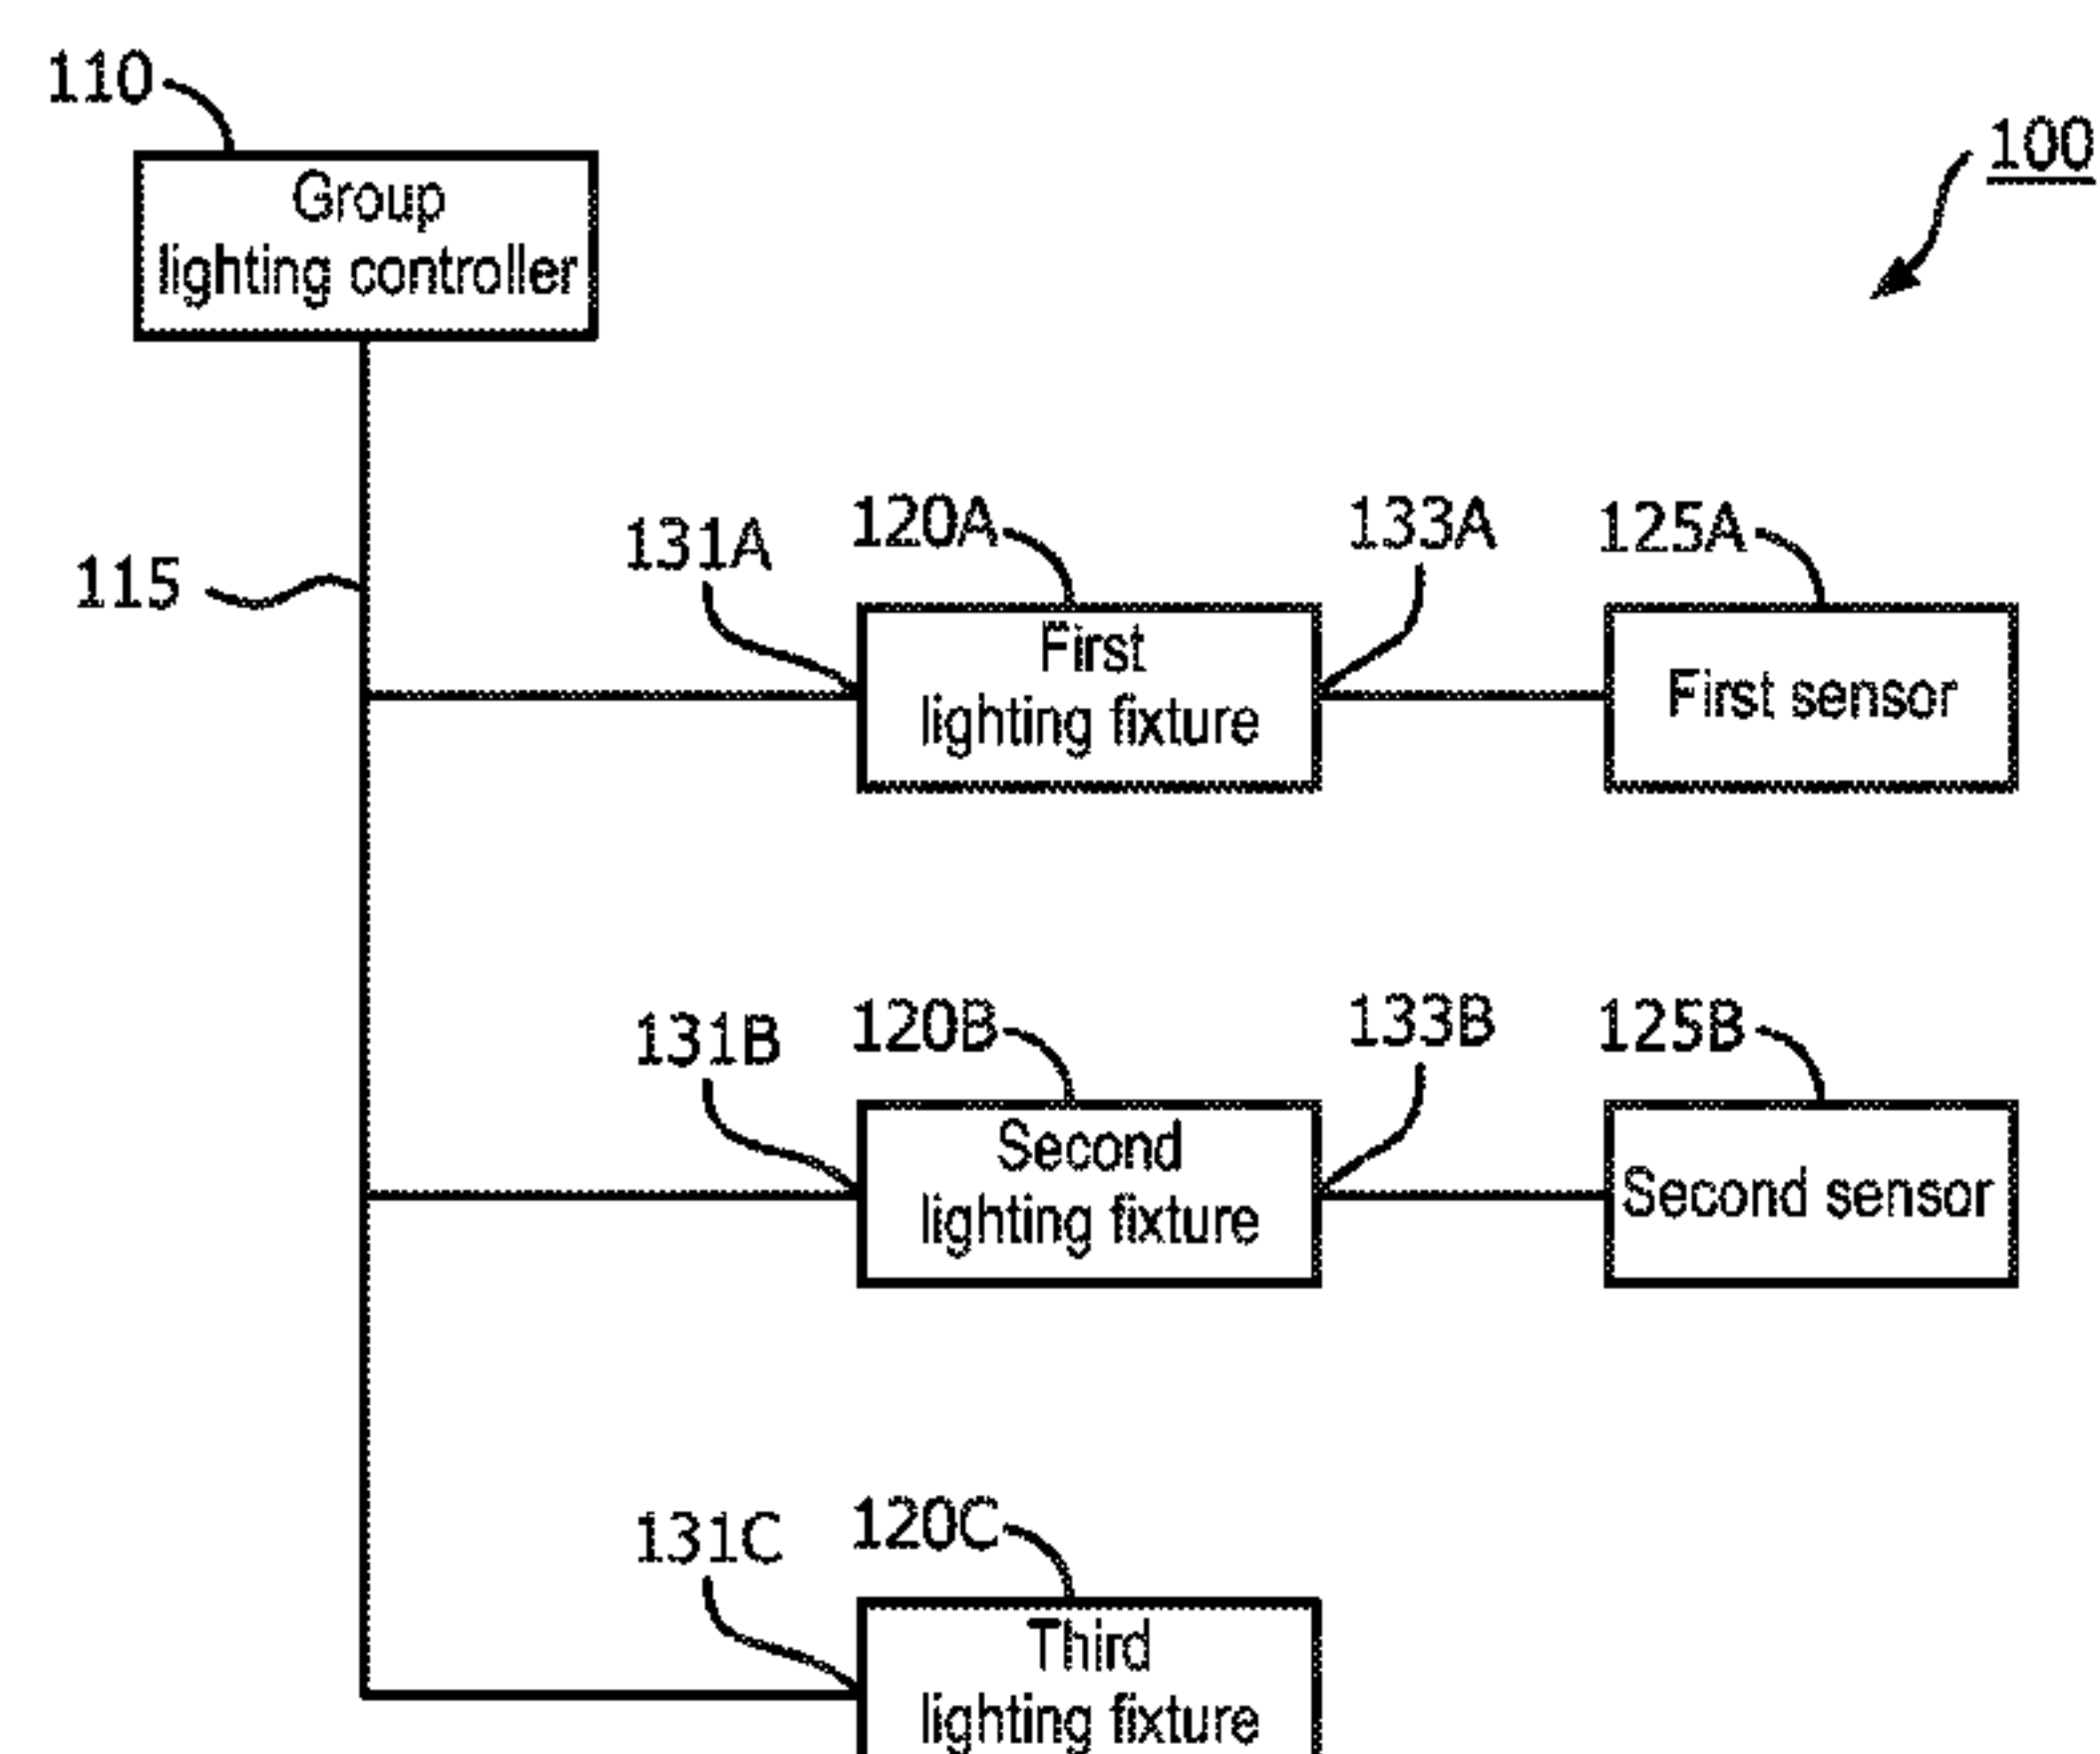 110
100
Group
lighting controller
115
131A
120A
133A
125A
First
lighting fixture
First sensor
131B
120B
133B
125B
Second
lighting fixture
Second sensor
131C
120C
Third
lighting fixture